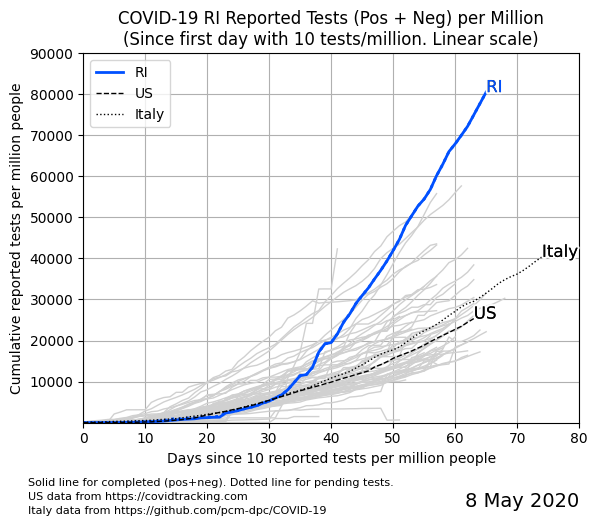 COVID-19 RI Reported Tests (Pos + Neg) per Million
(Since first day with 10 tests/million. Linear scale)
Cumulative reported tests per million people
90000
80000
70000
60000
50000
40000
30000
20000
10000
RI
US
Italy
RI
Italy
US
0 10 20 30 40 50 60 70 80
Days since 10 reported tests per million people
Solid line for completed (pos+neg). Dotted line for pending tests.
US data from https://covidtracking.com
Italy data from https://github.com/pcm-dpc/COVID-19
8 May 2020